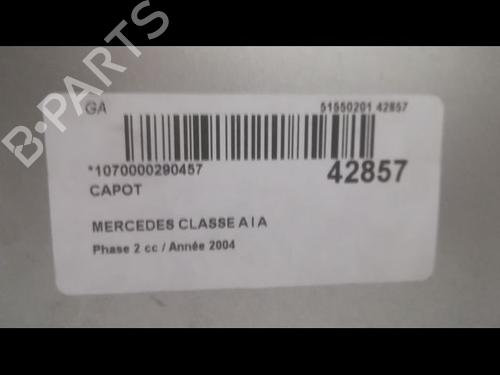 B-PARTS
GA 51550201 42857
*1070000290457 42857
CAPOT
MERCEDES CLASSE A I A
Phase 2 cc / Année 2004